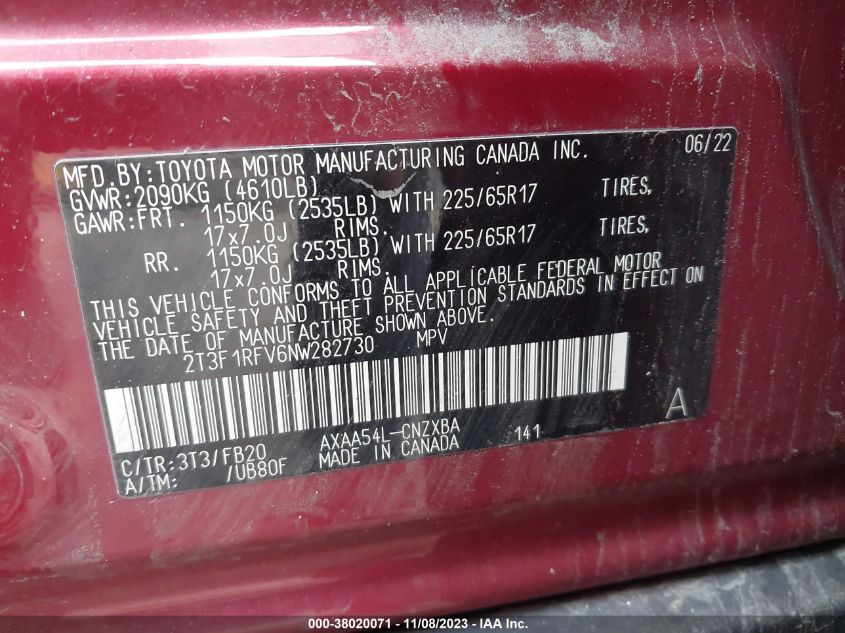 MFD.BY:TOYOTA MOTOR MANUFACTURING CANADA INC. 06/22
GVWR:2090KG (4610LB)
GAWR:FRT. 1150KG (2535LB) WITH 225/65R17 TIRES,
17x7.0J RIMS.
RR. 1150KG (2535LB) WITH 225/65R17 TIRES,
17x7.0J RIMS.
THIS VEHICLE CONFORMS TO ALL APPLICABLE FEDERAL MOTOR
VEHICLE SAFETY AND THEFT PREVENTION STANDARDS IN EFFECT ON
THE DATE OF MANUFACTURE SHOWN ABOVE.
2T3F1RFV6NW282730 MPV
A
C/TR:3T3/FB20 AXAA54L-CNZXBA 141
A/TM: /UB80F MADE IN CANADA
000-38020071 - 11/08/2023 - IAA Inc.